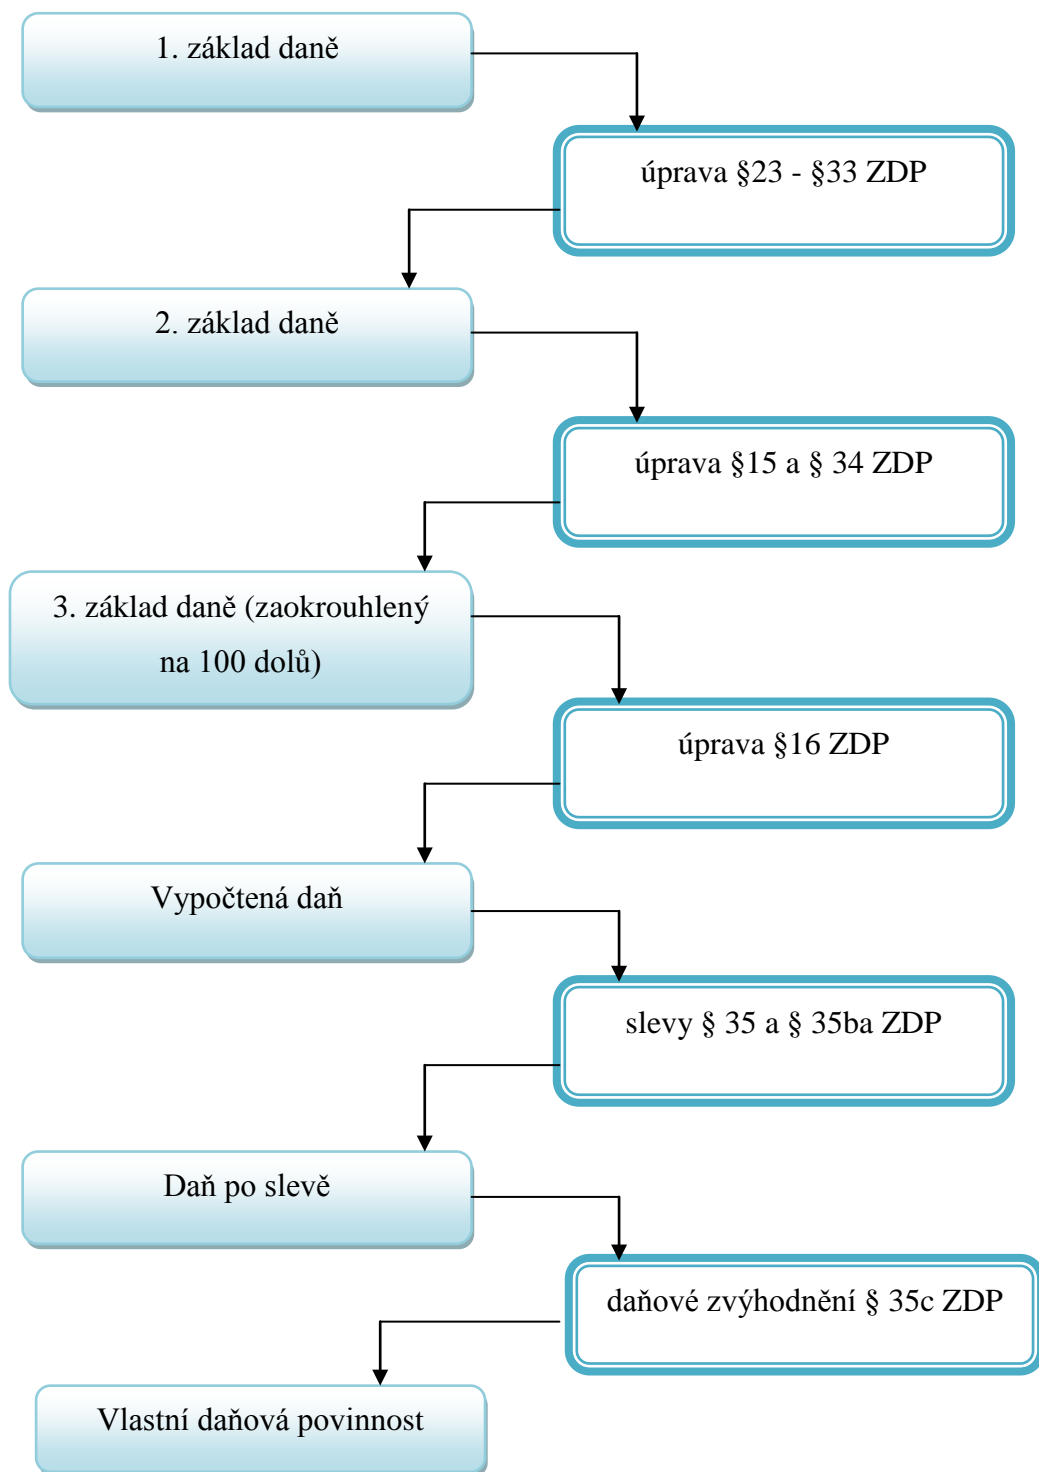 1. základ daně
úprava §23 - §33 ZDP
2. základ daně
úprava §15 a § 34 ZDP
3. základ daně (zaokrouhlený
na 100 dolů)
úprava §16 ZDP
Vypočtená daň
slevy § 35 a § 35ba ZDP
Daň po slevě
daňové zvýhodnění § 35c ZDP
Vlastní daňová povinnost